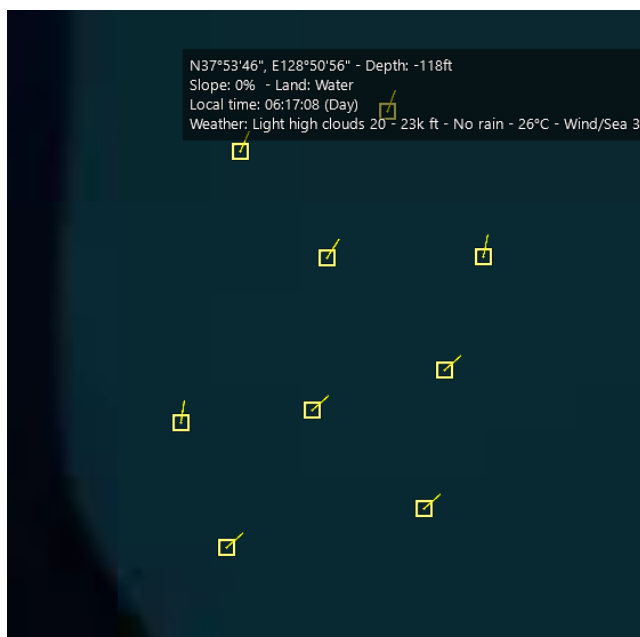 N37°53'46", E128°50'56" - Depth: -118ft
Slope: 0%  - Land: Water
Local time: 06:17:08 (Day)
Weather: Light high clouds 20 - 23k ft - No rain - 26°C - Wind/Sea 3